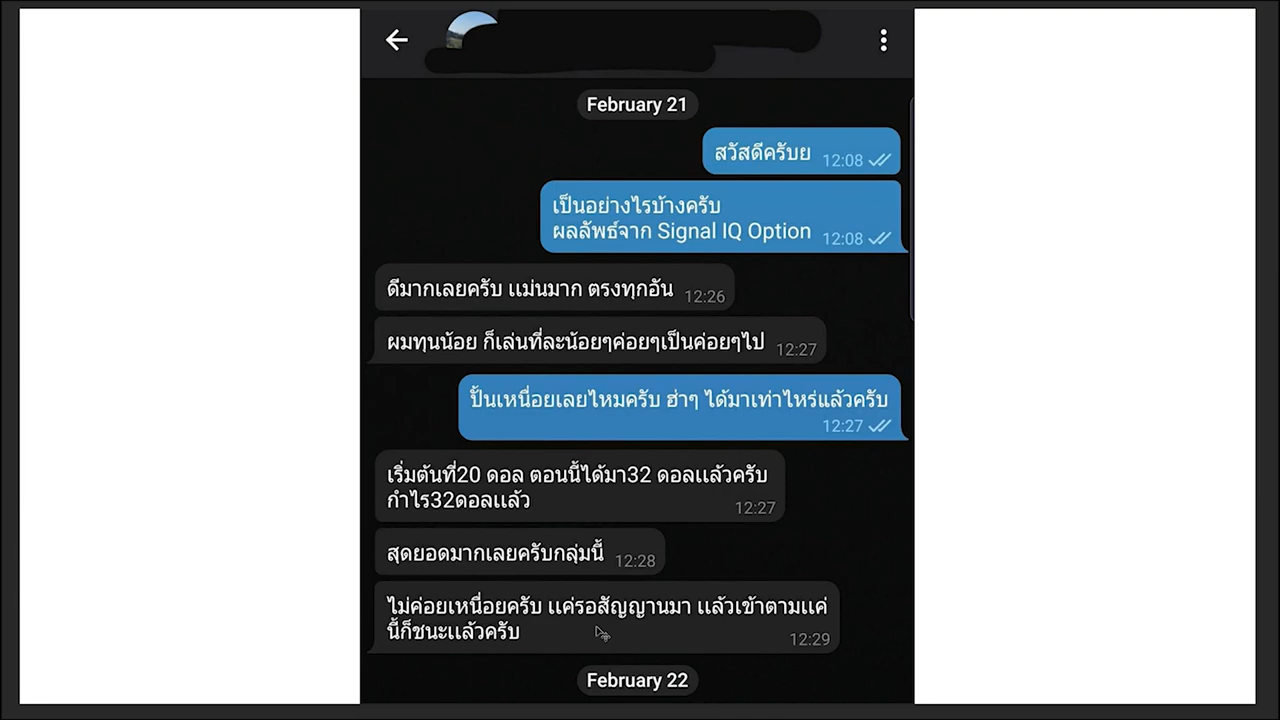 February 21
สวัสดีครับย 12:08
เป็นอย่างไรบ้างครับ
ผลลัพธ์จาก Signal IQ Option 12:08
ดีมากเลยครับ แม่นมาก ตรงทุกอัน 12:26
ผมทุนน้อย ก็เล่นที่ละน้อยๆค่อยๆเป็นค่อยๆไป 12:27
ปั้นเหนื่อยเลยไหมครับ ฮ่าๆ ได้มาเท่าไหร่แล้วครับ
12:27
เริ่มต้นที่20 ดอล ตอนนี้ได้มา32 ดอลแล้วครับ
กำไร32ดอลแล้ว 12:27
สุดยอดมากเลยครับกลุ่มนี้ 12:28
ไม่ค่อยเหนื่อยครับ แค่รอสัญญานมา แล้วเข้าตามแค่
นี้ก็ชนะแล้วครับ 12:29
February 22